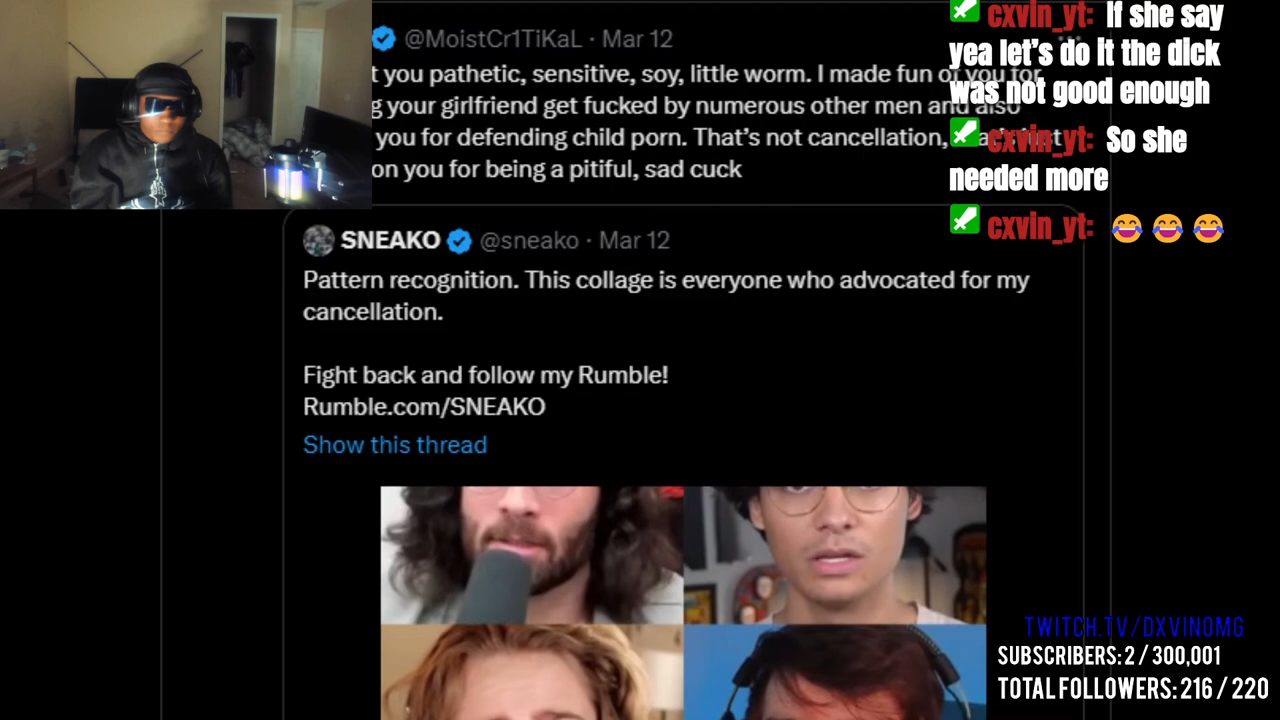 @MoistCr1TiKaL · Mar 12
t you pathetic, sensitive, soy, little worm. I made fun of you for
g your girlfriend get fucked by numerous other men and also
you for defending child porn. That's not cancellation,
on you for being a pitiful, sad cuck
SNEAKO @sneako · Mar 12
Pattern recognition. This collage is everyone who advocated for my
cancellation.
Fight back and follow my Rumble!
Rumble.com/SNEAKO
Show this thread
cxvin_yt: If she say
yea let's do it the dick
was not good enough
cxvin_yt: So she
needed more
cxvin_yt: 😂 😂 😂
TWITCH.TV/DXVINOMG
SUBSCRIBERS: 2 / 300,001
TOTAL FOLLOWERS: 216 / 220